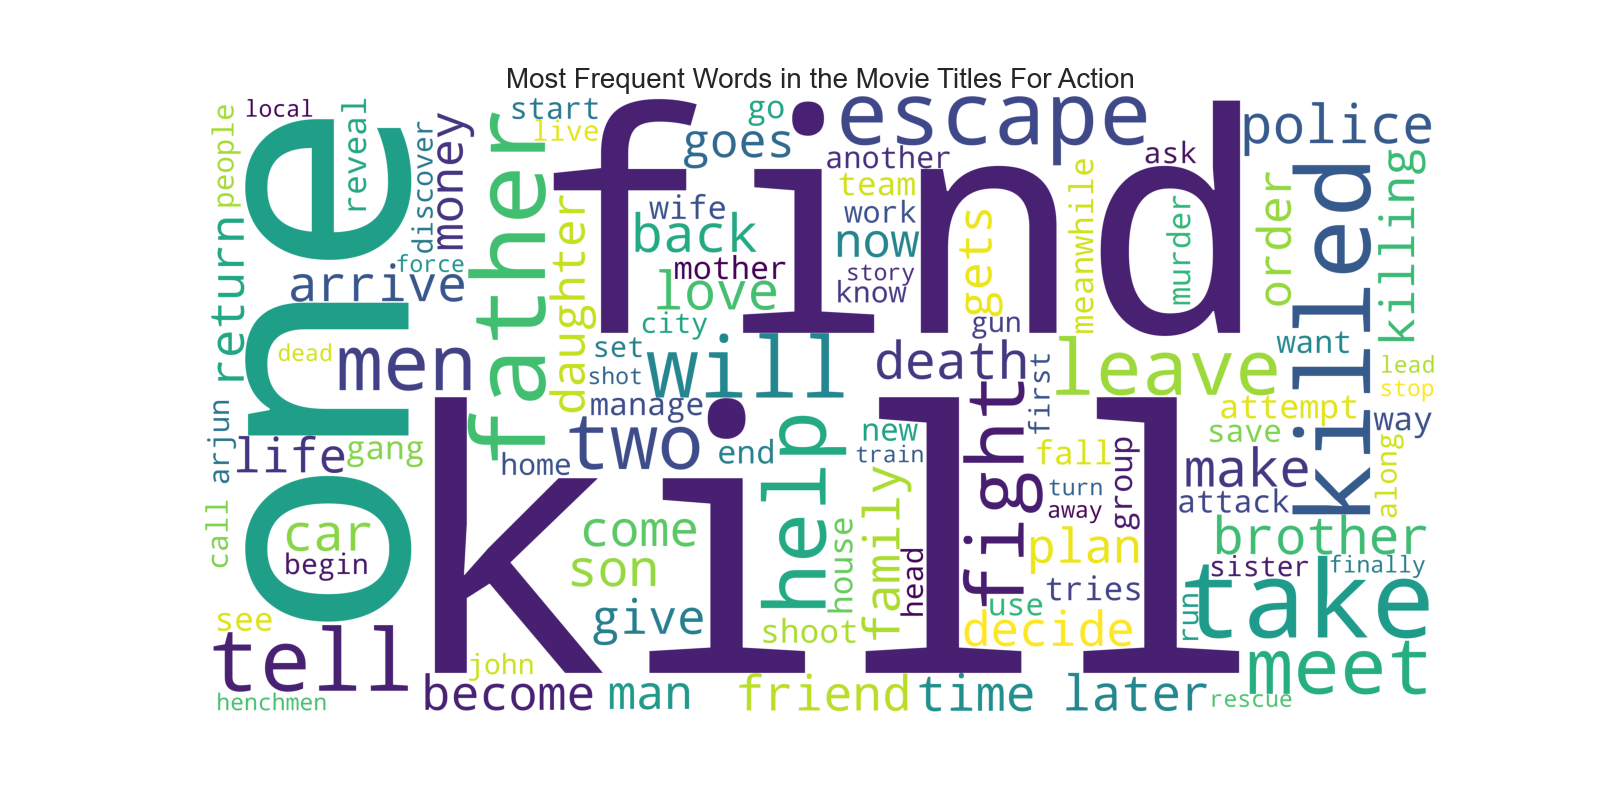 Most Frequent Words in the Movie Titles For Action
local
start
go
escape
people
reveal
live
goes
police
discover
money
father
find
another
ask
team
killing
one
wife
work
order
killed
return
daughter
back
now
gets
meanwhile
murder
force
mother
story
arrive
love
know
city
gun
dead
men
set
will
death
leave
want
lead
shot
first
stop
arjun
manage
attempt
way
life
gang
two
end
help
new
fight
save
home
train
fall
make
along
kill
family
turn
group
attack
call
car
come
house
away
brother
begin
son
head
plan
sister
finally
tries
take
see
give
use
run
tell
shoot
decide
john
meet
henchmen
become
man
friend
time
later
rescue